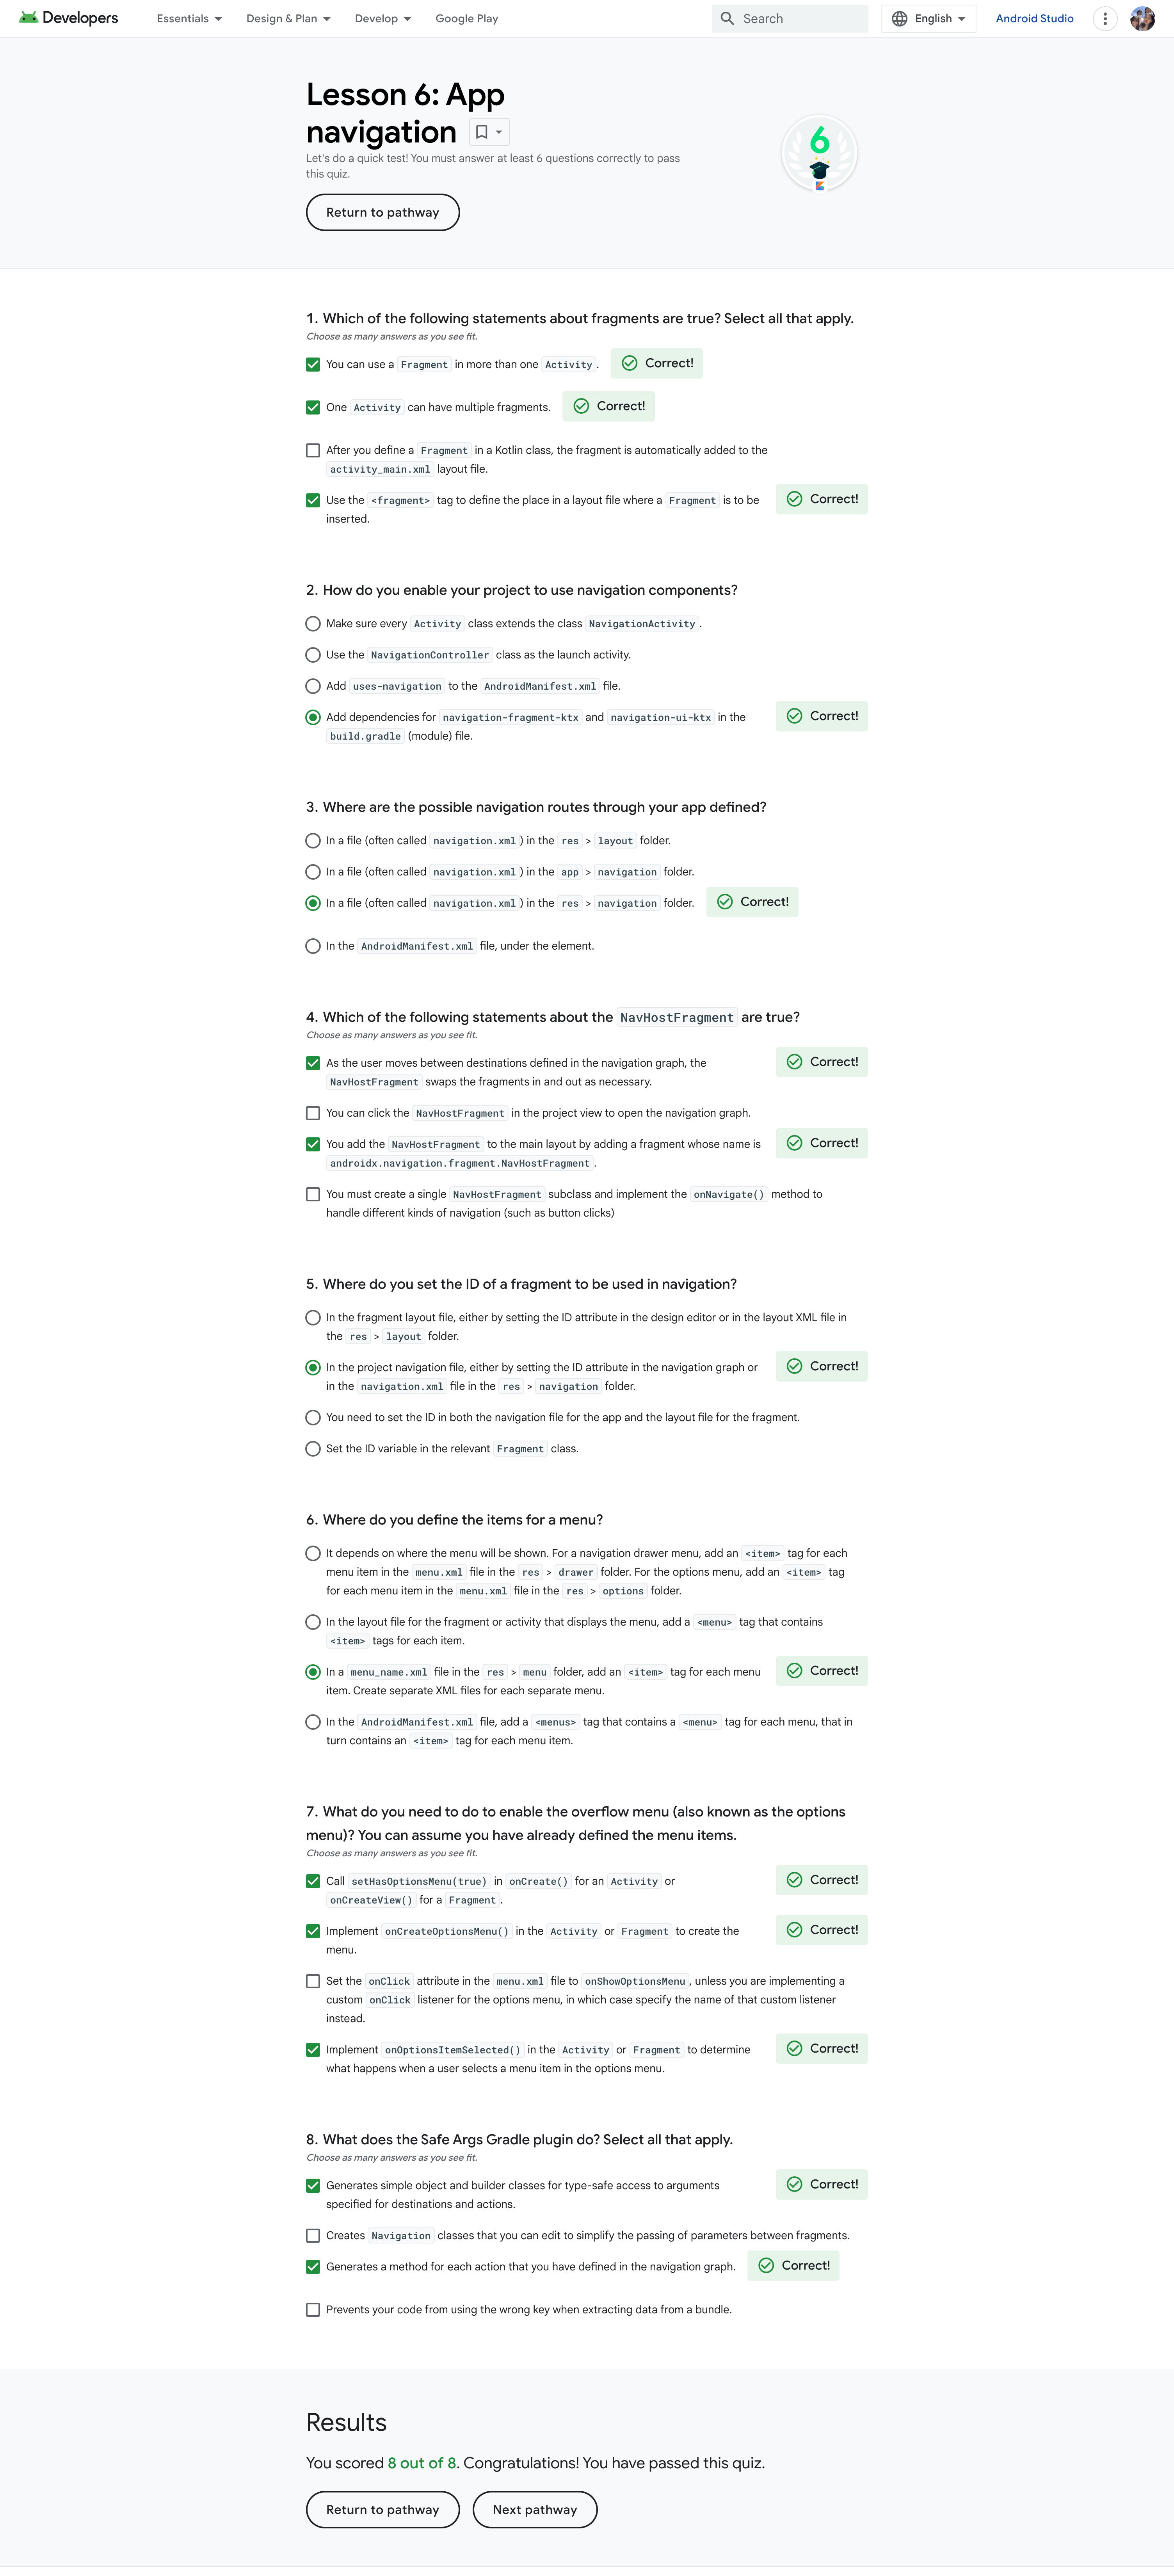 Developers
Essentials
Design & Plan
Develop
Google Play
Search
English
Android Studio
Lesson 6: App
navigation
Let's do a quick test! You must answer at least 6 questions correctly to pass
this quiz.
6
Return to pathway
1. Which of the following statements about fragments are true? Select all that apply.
Choose as many answers as you see fit.
You can use a Fragment in more than one Activity. Correct!
One Activity can have multiple fragments. Correct!
After you define a Fragment in a Kotlin class, the fragment is automatically added to the
activity_main.xml layout file.
Use the <fragment> tag to define the place in a layout file where a Fragment is to be Correct!
inserted.
2. How do you enable your project to use navigation components?
Make sure every Activity class extends the class NavigationActivity.
Use the NavigationController class as the launch activity.
Add uses-navigation to the AndroidManifest.xml file.
Add dependencies for navigation-fragment-ktx and navigation-ui-ktx in the Correct!
build.gradle (module) file.
3. Where are the possible navigation routes through your app defined?
In a file (often called navigation.xml) in the res > layout folder.
In a file (often called navigation.xml) in the app > navigation folder.
In a file (often called navigation.xml) in the res > navigation folder. Correct!
In the AndroidManifest.xml file, under the element.
4. Which of the following statements about the NavHostFragment are true?
Choose as many answers as you see fit.
As the user moves between destinations defined in the navigation graph, the Correct!
NavHostFragment swaps the fragments in and out as necessary.
You can click the NavHostFragment in the project view to open the navigation graph.
You add the NavHostFragment to the main layout by adding a fragment whose name is Correct!
androidx.navigation.fragment.NavHostFragment.
You must create a single NavHostFragment subclass and implement the onNavigate() method to
handle different kinds of navigation (such as button clicks)
5. Where do you set the ID of a fragment to be used in navigation?
In the fragment layout file, either by setting the ID attribute in the design editor or in the layout XML file in
the res > layout folder.
In the project navigation file, either by setting the ID attribute in the navigation graph or Correct!
in the navigation.xml file in the res > navigation folder.
You need to set the ID in both the navigation file for the app and the layout file for the fragment.
Set the ID variable in the relevant Fragment class.
6. Where do you define the items for a menu?
It depends on where the menu will be shown. For a navigation drawer menu, add an <item> tag for each
menu item in the menu.xml file in the res > drawer folder. For the options menu, add an <item> tag
for each menu item in the menu.xml file in the res > options folder.
In the layout file for the fragment or activity that displays the menu, add a <menu> tag that contains
<item> tags for each item.
In a menu_name.xml file in the res > menu folder, add an <item> tag for each menu Correct!
item. Create separate XML files for each separate menu.
In the AndroidManifest.xml file, add a <menus> tag that contains a <menu> tag for each menu, that in
turn contains an <item> tag for each menu item.
7. What do you need to do to enable the overflow menu (also known as the options
menu)? You can assume you have already defined the menu items.
Choose as many answers as you see fit.
Call setHasOptionsMenu(true) in onCreate() for an Activity or Correct!
onCreateView() for a Fragment.
Implement onCreateOptionsMenu() in the Activity or Fragment to create the Correct!
menu.
Set the onClick attribute in the menu.xml file to onShowOptionsMenu, unless you are implementing a
custom onClick listener for the options menu, in which case specify the name of that custom listener
instead.
Implement onOptionsItemSelected() in the Activity or Fragment to determine Correct!
what happens when a user selects a menu item in the options menu.
8. What does the Safe Args Gradle plugin do? Select all that apply.
Choose as many answers as you see fit.
Generates simple object and builder classes for type-safe access to arguments Correct!
specified for destinations and actions.
Creates Navigation classes that you can edit to simplify the passing of parameters between fragments.
Generates a method for each action that you have defined in the navigation graph. Correct!
Prevents your code from using the wrong key when extracting data from a bundle.
Results
You scored 8 out of 8. Congratulations! You have passed this quiz.
Return to pathway
Next pathway